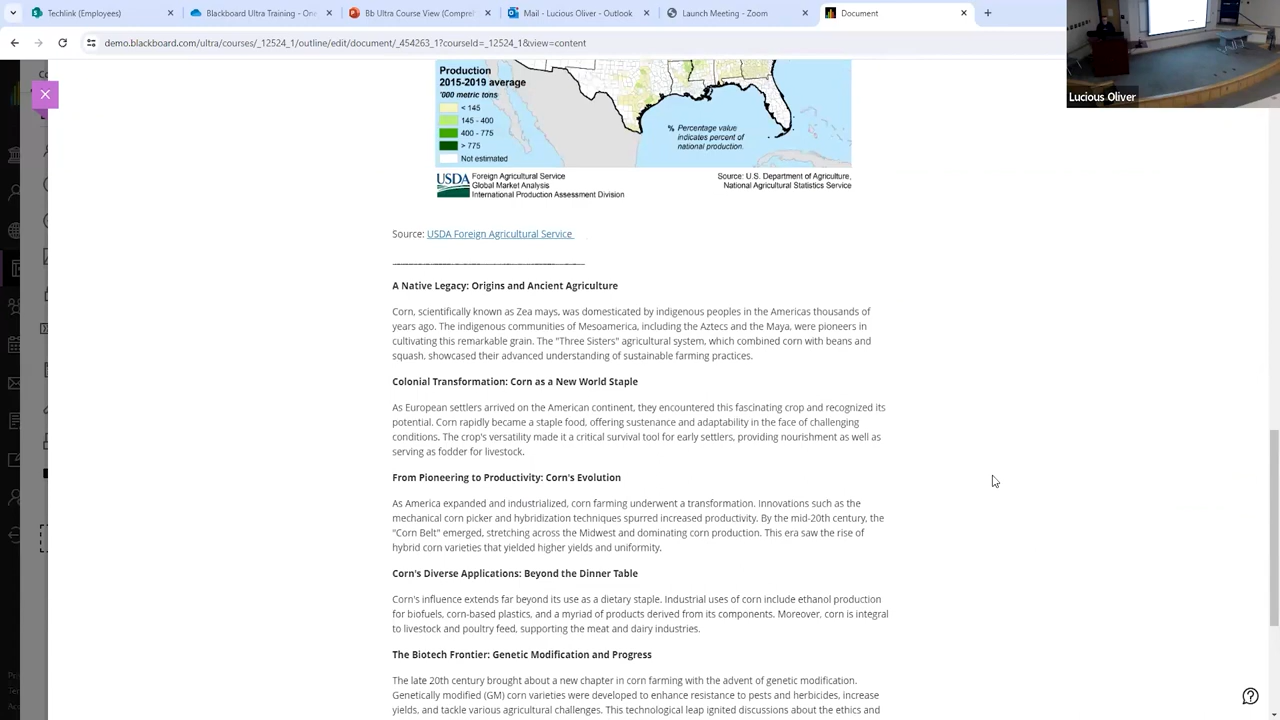 Ethos | Online
Blackboard Ultra Training - Onl
Bb Ultra Course View (Compreh
Mail - Lucious Oliver - Outlook
Launch Meeting - Zoom
Document
demo.blackboard.com/ultra/courses/_12524_1/outline/edit/document/
Lucious Oliver
Production
2015-2019 average
'000 metric tons
< 145
145 - 400
400 - 775
> 775
Not estimated
% Percentage value
indicates percent of
national production.
USDA
Foreign Agricultural Service
Global Market Analysis
International Production Assessment Division
Source: U.S. Department of Agriculture,
National Agricultural Statistics Service
Source: USDA Foreign Agricultural Service
A Native Legacy: Origins and Ancient Agriculture
Corn, scientifically known as Zea mays, was domesticated by indigenous peoples in the Americas thousands of
years ago. The indigenous communities of Mesoamerica, including the Aztecs and the Maya, were pioneers in
cultivating this remarkable grain. The "Three Sisters" agricultural system, which combined corn with beans and
squash, showcased their advanced understanding of sustainable farming practices.
Colonial Transformation: Corn as a New World Staple
As European settlers arrived on the American continent, they encountered this fascinating crop and recognized its
potential. Corn rapidly became a staple food, offering sustenance and adaptability in the face of challenging
conditions. The crop's versatility made it a critical survival tool for early settlers, providing nourishment as well as
serving as fodder for livestock.
From Pioneering to Productivity: Corn's Evolution
As America expanded and industrialized, corn farming underwent a transformation. Innovations such as the
mechanical corn picker and hybridization techniques spurred increased productivity. By the mid-20th century, the
"Corn Belt" emerged, stretching across the Midwest and dominating corn production. This era saw the rise of
hybrid corn varieties that yielded higher yields and uniformity.
Corn's Diverse Applications: Beyond the Dinner Table
Corn's influence extends far beyond its use as a dietary staple. Industrial uses of corn include ethanol production
for biofuels, corn-based plastics, and a myriad of products derived from its components. Moreover, corn is integral
to livestock and poultry feed, supporting the meat and dairy industries.
The Biotech Frontier: Genetic Modification and Progress
The late 20th century brought about a new chapter in corn farming with the advent of genetic modification.
Genetically modified (GM) corn varieties were developed to enhance resistance to pests and herbicides, increase
yields, and tackle various agricultural challenges. This technological leap ignited discussions about the ethics and